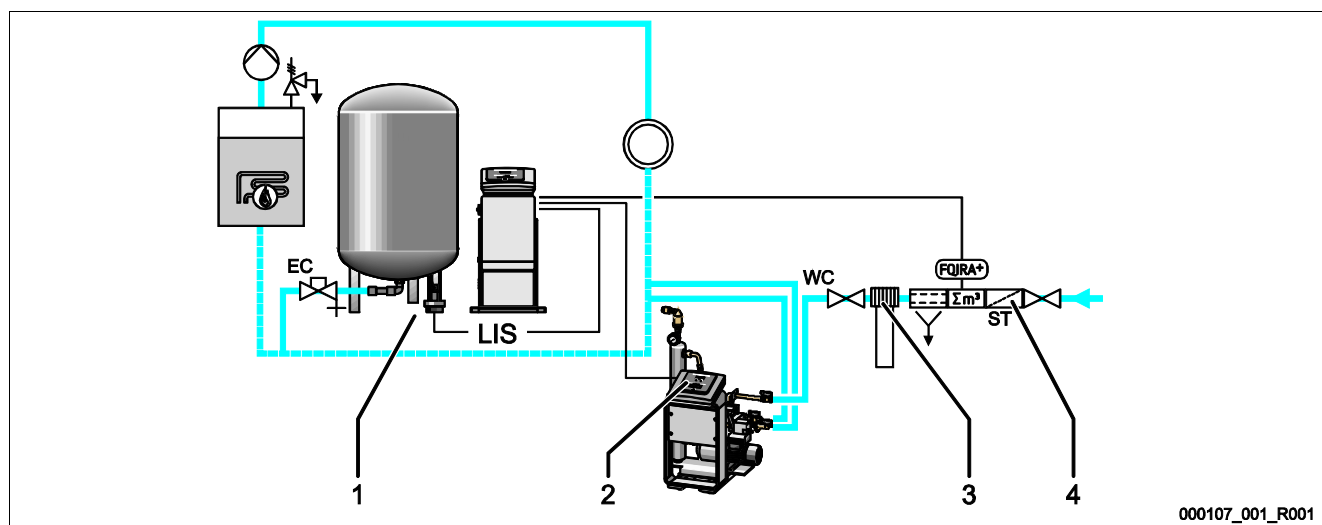 EC
LIS
WC
FQIRA+
Σm³
ST
1
2
3
4
000107_001_R001